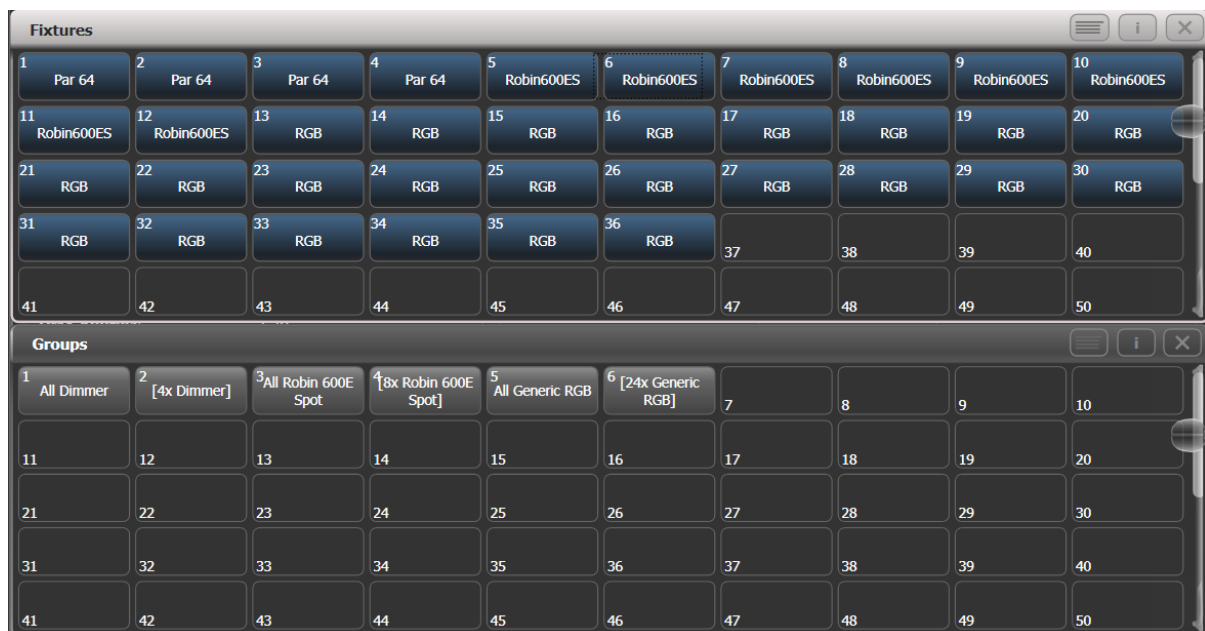 Fixtures
i
1 Par 64
2 Par 64
3 Par 64
4 Par 64
5 Robin600ES
6 Robin600ES
7 Robin600ES
8 Robin600ES
9 Robin600ES
10 Robin600ES
11 Robin600ES
12 Robin600ES
13 RGB
14 RGB
15 RGB
16 RGB
17 RGB
18 RGB
19 RGB
20 RGB
21 RGB
22 RGB
23 RGB
24 RGB
25 RGB
26 RGB
27 RGB
28 RGB
29 RGB
30 RGB
31 RGB
32 RGB
33 RGB
34 RGB
35 RGB
36 RGB
37
38
39
40
41
42
43
44
45
46
47
48
49
50
Groups
i
1 All Dimmer
2 [4x Dimmer]
3 All Robin 600E
Spot
4 [8x Robin 600E
Spot]
5 All Generic RGB
6 [24x Generic
RGB]
7
8
9
10
11
12
13
14
15
16
17
18
19
20
21
22
23
24
25
26
27
28
29
30
31
32
33
34
35
36
37
38
39
40
41
42
43
44
45
46
47
48
49
50